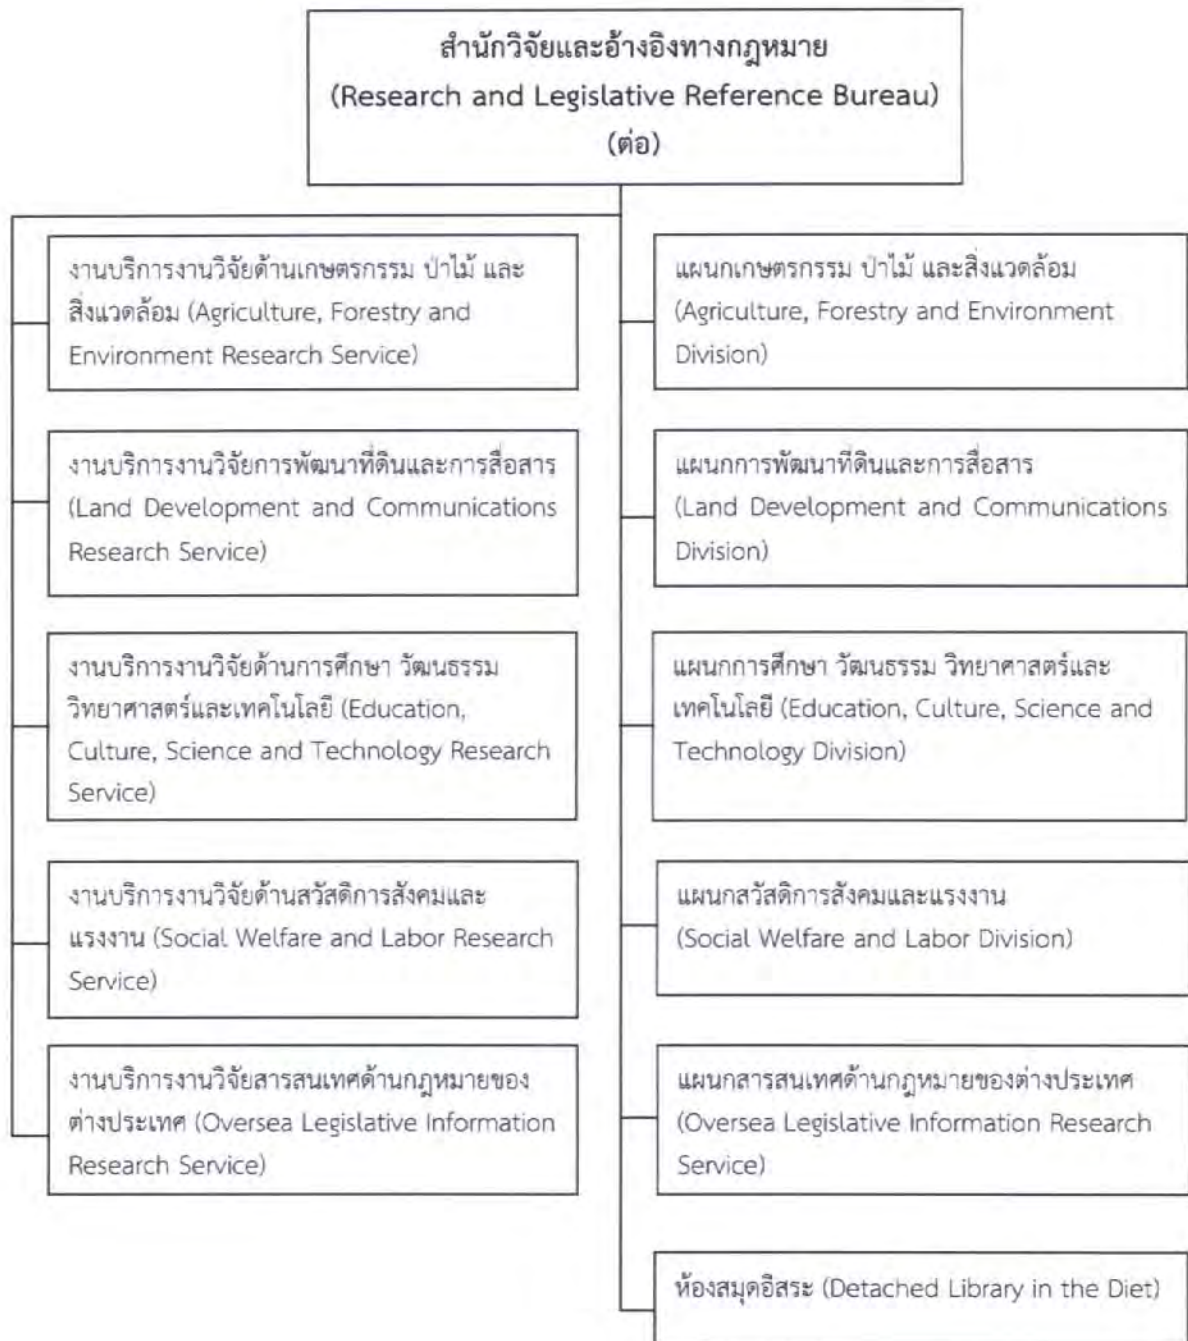 สำนักวิจัยและอ้างอิงทางกฎหมาย
(Research and Legislative Reference Bureau)
(ต่อ)
งานบริการงานวิจัยด้านเกษตรกรรม ป่าไม้ และ
สิ่งแวดล้อม (Agriculture, Forestry and
Environment Research Service)
แผนกเกษตรกรรม ป่าไม้ และสิ่งแวดล้อม
(Agriculture, Forestry and Environment
Division)
งานบริการงานวิจัยการพัฒนาที่ดินและการสื่อสาร
(Land Development and Communications
Research Service)
แผนกการพัฒนาที่ดินและการสื่อสาร
(Land Development and Communications
Division)
งานบริการงานวิจัยด้านการศึกษา วัฒนธรรม
วิทยาศาสตร์และเทคโนโลยี (Education,
Culture, Science and Technology Research
Service)
แผนกการศึกษา วัฒนธรรม วิทยาศาสตร์และ
เทคโนโลยี (Education, Culture, Science and
Technology Division)
งานบริการงานวิจัยด้านสวัสดิการสังคมและ
แรงงาน (Social Welfare and Labor Research
Service)
แผนกสวัสดิการสังคมและแรงงาน
(Social Welfare and Labor Division)
งานบริการงานวิจัยสารสนเทศด้านกฎหมายของ
ต่างประเทศ (Oversea Legislative Information
Research Service)
แผนกสารสนเทศด้านกฎหมายของต่างประเทศ
(Oversea Legislative Information Research
Service)
ห้องสมุดอิสระ (Detached Library in the Diet)